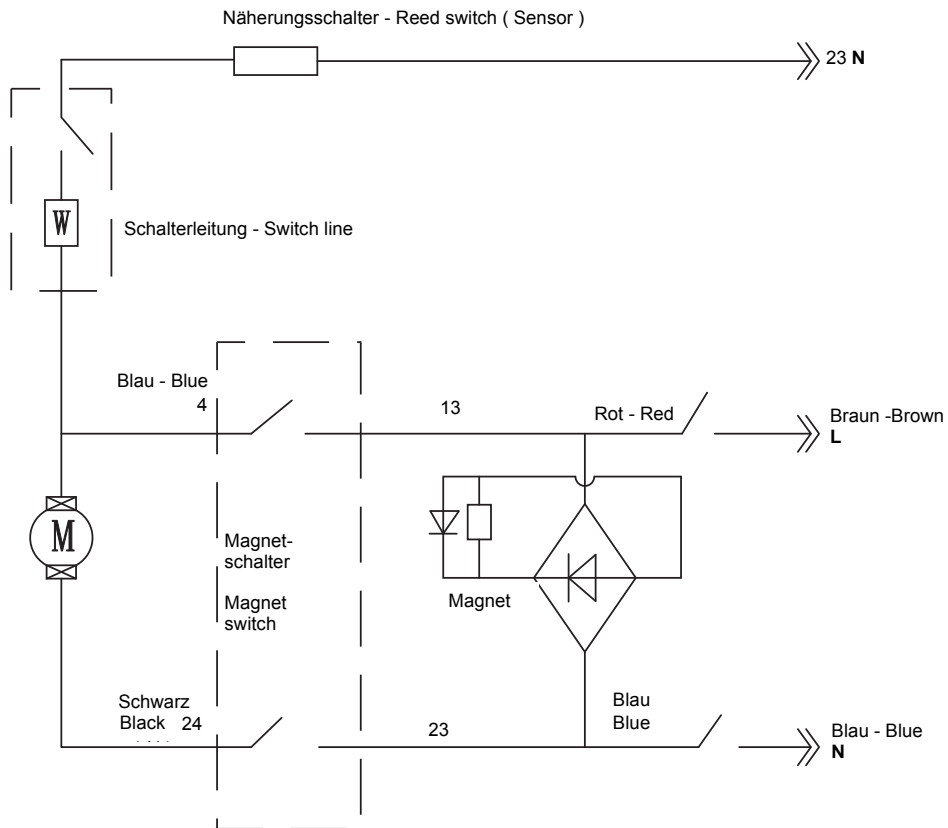 Näherungsschalter - Reed switch ( Sensor )
23 N
W
Schalterleitung - Switch line
Blau - Blue
4
13
Rot - Red
Braun -Brown
L
M
Magnet-
schalter
Magnet
Magnet
switch
Schwarz
Black 24
23
Blau
Blue
Blau - Blue
N